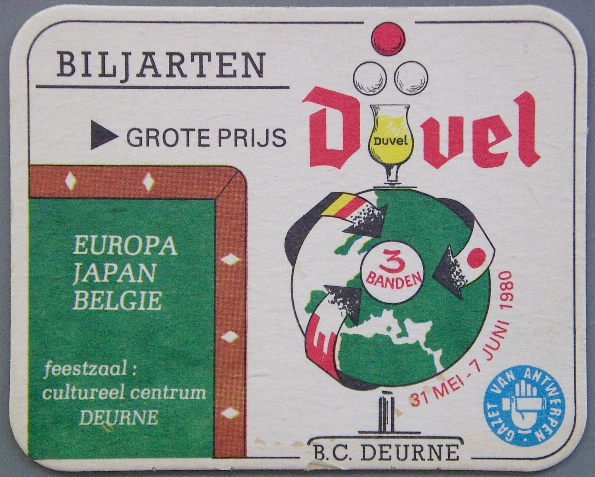 BILJARTEN
GROTE PRIJS
Duvel
Duvel
EUROPA
JAPAN
BELGIE
3
BANDEN
E
feestzaal :
cultureel centrum
DEURNE
31 MEI - 7 JUNI 1980
GAZET VAN ANTWERPEN
B.C. DEURNE